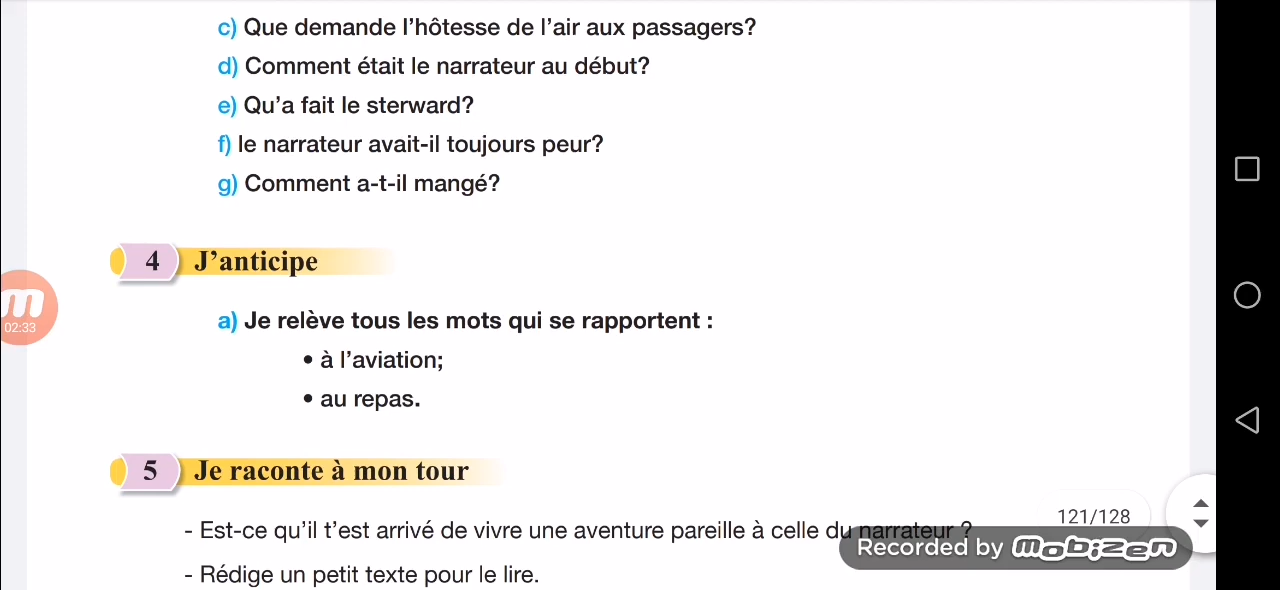 c) Que demande l’hôtesse de l’air aux passagers?
d) Comment était le narrateur au début?
e) Qu’a fait le sterward?
f) le narrateur avait-il toujours peur?
g) Comment a-t-il mangé?
4 J’anticipe
a) Je relève tous les mots qui se rapportent :
• à l’aviation;
• au repas.
02:33
5 Je raconte à mon tour
- Est-ce qu’il t’est arrivé de vivre une aventure pareille à celle du narrateur ?
121/128
Recorded by mobizen
- Rédige un petit texte pour le lire.